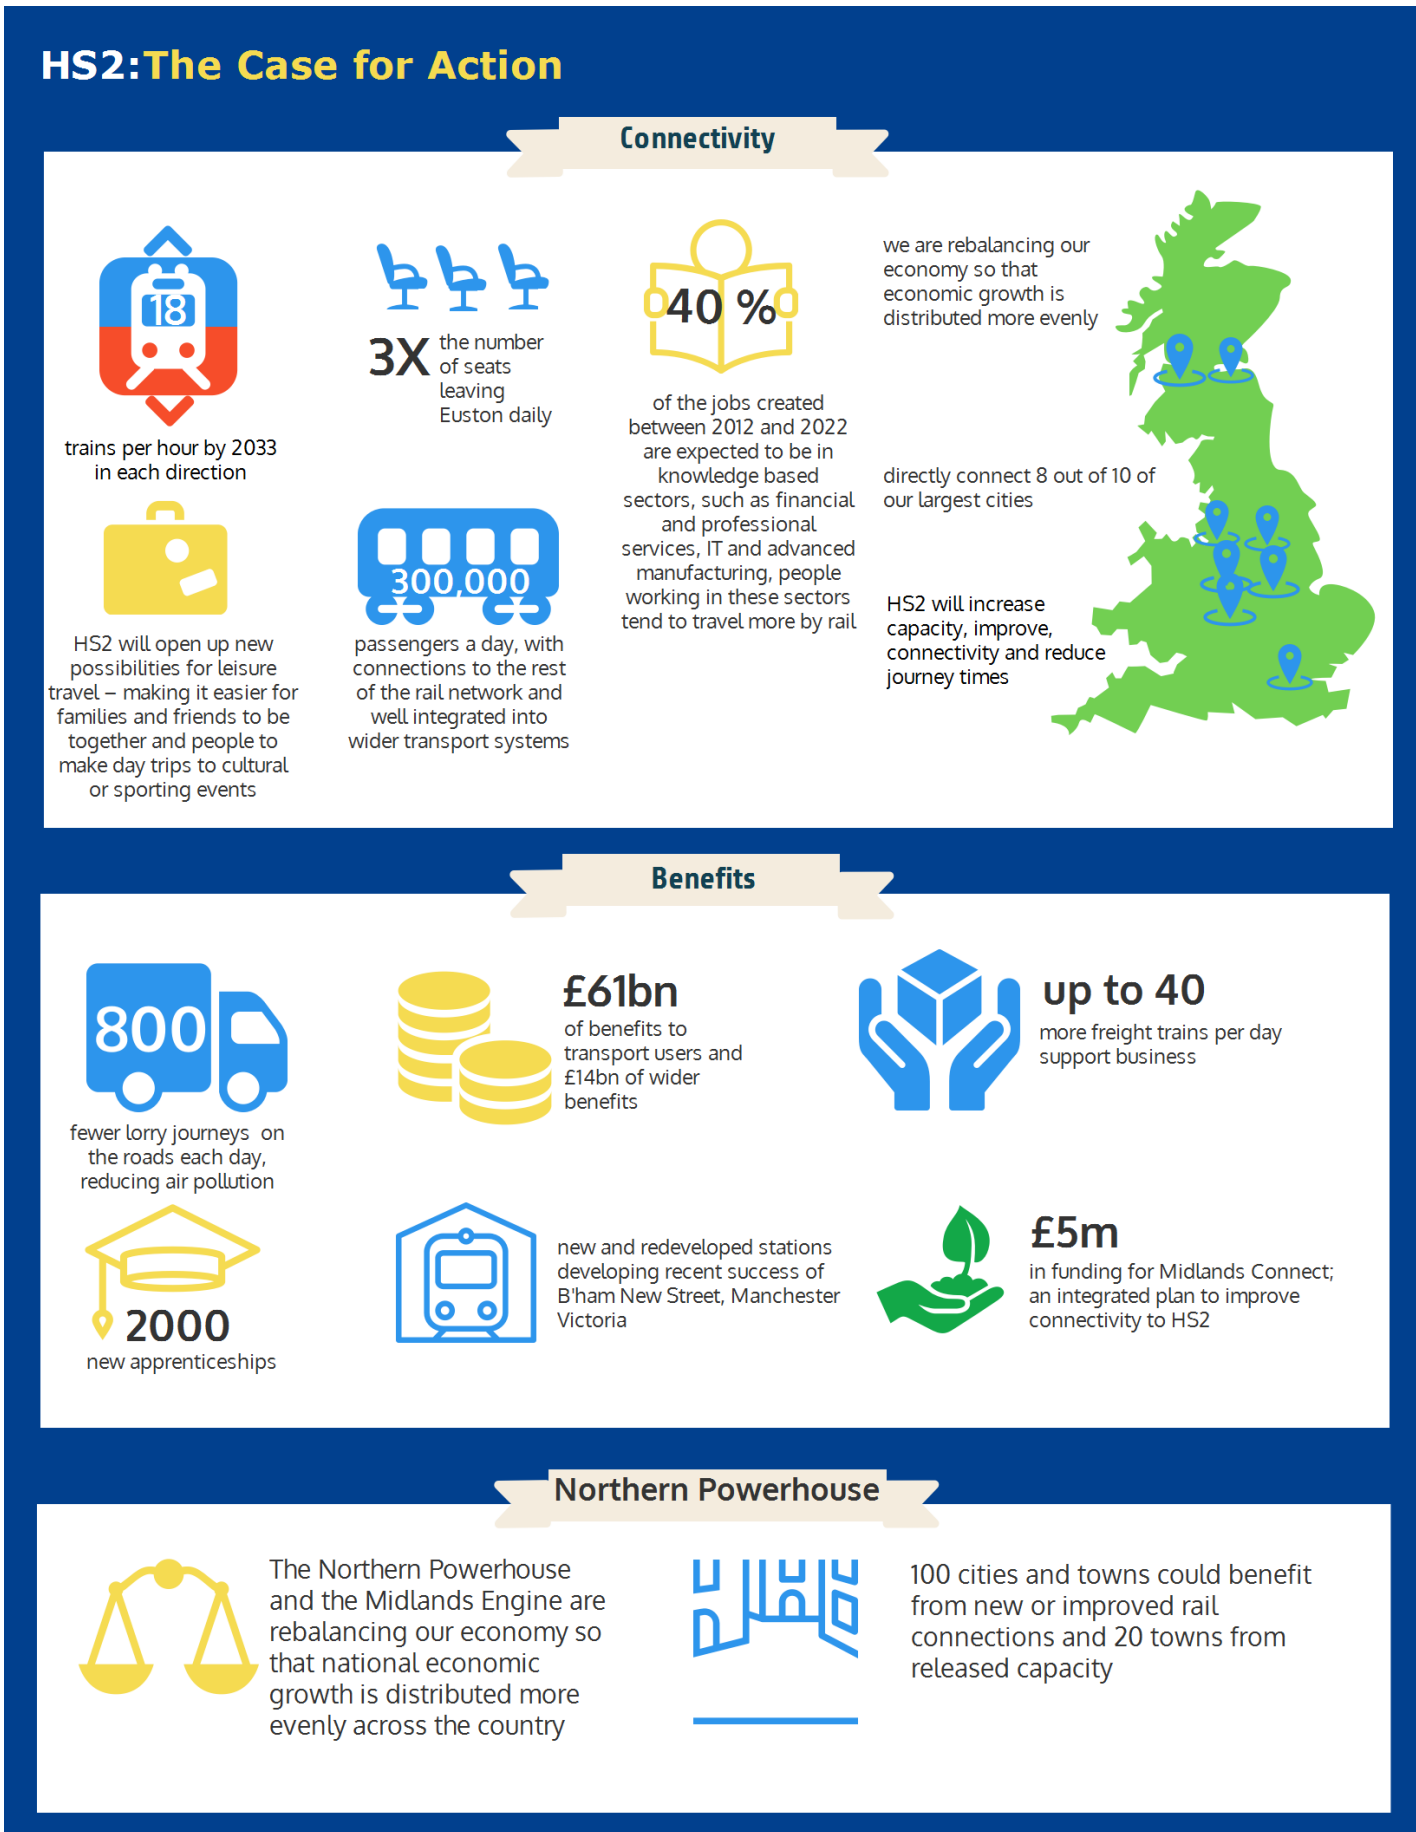 HS2:The Case for Action
Connectivity
18
trains per hour by 2033
in each direction
3X
the number
of seats
leaving
Euston daily
40 %
of the jobs created
between 2012 and 2022
are expected to be in
knowledge based
sectors, such as financial
and professional
services, IT and advanced
manufacturing, people
working in these sectors
tend to travel more by rail
we are rebalancing our
economy so that
economic growth is
distributed more evenly
directly connect 8 out of 10 of
our largest cities
HS2 will increase
capacity, improve,
connectivity and reduce
journey times
HS2 will open up new
possibilities for leisure
travel – making it easier for
families and friends to be
together and people to
make day trips to cultural
or sporting events
300,000
passengers a day, with
connections to the rest
of the rail network and
well integrated into
wider transport systems
Benefits
800
fewer lorry journeys on
the roads each day,
reducing air pollution
£61bn
of benefits to
transport users and
£14bn of wider
benefits
up to 40
more freight trains per day
support business
2000
new apprenticeships
new and redeveloped stations
developing recent success of
B'ham New Street, Manchester
Victoria
£5m
in funding for Midlands Connect;
an integrated plan to improve
connectivity to HS2
Northern Powerhouse
The Northern Powerhouse
and the Midlands Engine are
rebalancing our economy so
that national economic
growth is distributed more
evenly across the country
100 cities and towns could benefit
from new or improved rail
connections and 20 towns from
released capacity